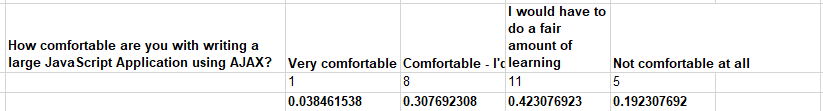 I would have to
do a fair
How comfortable are you with writing a amount of
large JavaScript Application using AJAX? Very comfortable Comfortable - I'd learning Not comfortable at all
1 8 11 5
0.038461538 0.307692308 0.423076923 0.192307692